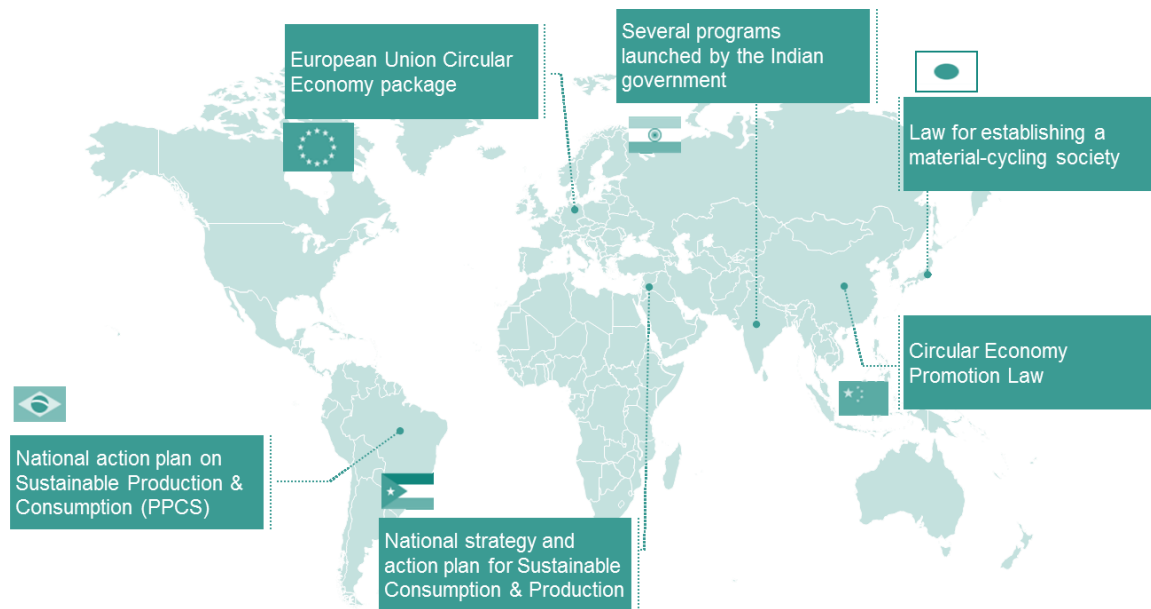 European Union Circular
Economy package
Several programs
launched by the Indian
government
Law for establishing a
material-cycling society
Circular Economy
Promotion Law
National action plan on
Sustainable Production &
Consumption (PPCS)
National strategy and
action plan for Sustainable
Consumption & Production